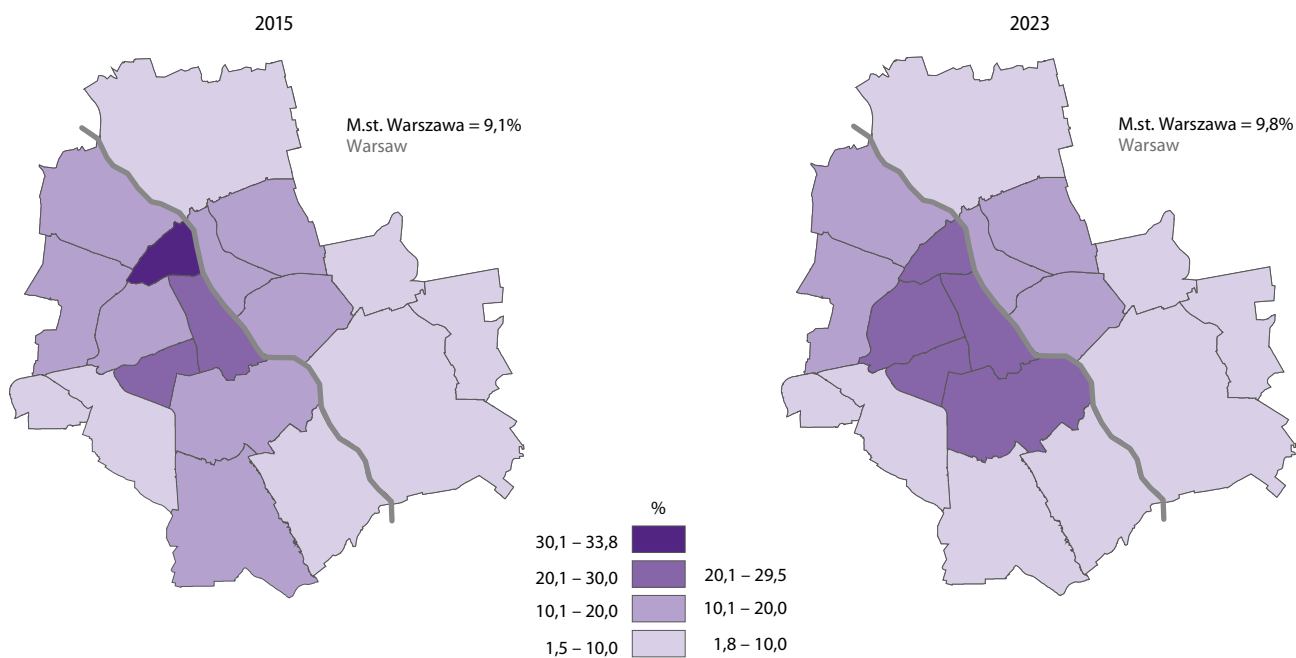 2015
2023
M.st. Warszawa = 9,1%
Warsaw
M.st. Warszawa = 9,8%
Warsaw
%
30,1 – 33,8
20,1 – 30,0
20,1 – 29,5
10,1 – 20,0
10,1 – 20,0
1,5 – 10,0
1,8 – 10,0